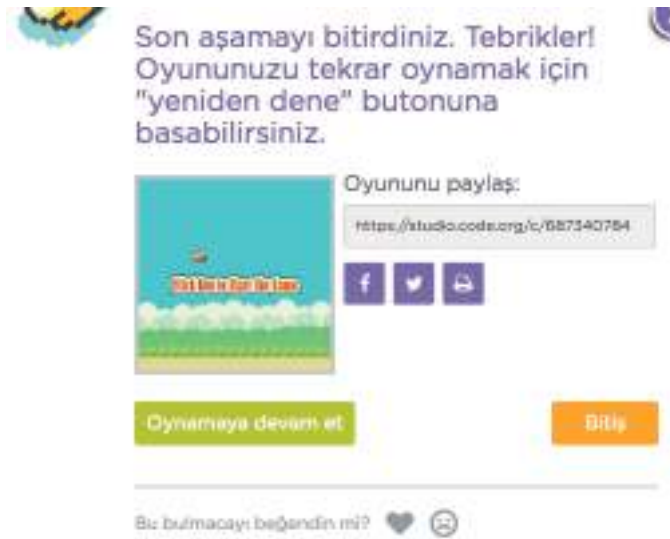 Son aşamayı bitirdiniz. Tebrikler!
Oyununuzu tekrar oynamak için
"yeniden dene" butonuna
basabilirsiniz.
Oyununu paylaş:
https://studio.code.org/c/687340784
Oynamaya devam et
Bitiş
Bu bulmacayı beğendin mi?